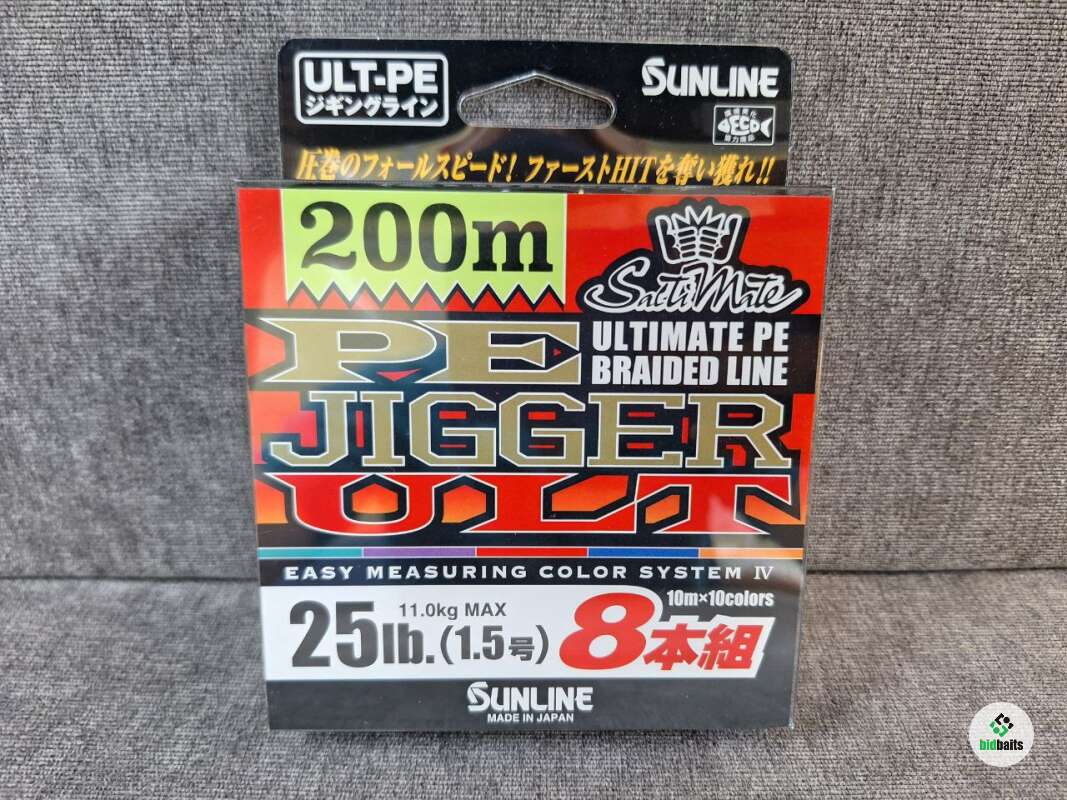 ULT-PE
ジギングライン
SUNLINE
ECO
圧巻のフォールスピード! ファーストHITを奪い獲れ!!
200m
SaltiMate
PE
ULTIMATE PE
BRAIDED LINE
JIGGER
ULT
EASY MEASURING COLOR SYSTEM Ⅳ
10m×10colors
11.0kg MAX
25lb.(1.5号)
8本組
SUNLINE
MADE IN JAPAN
bidbaits